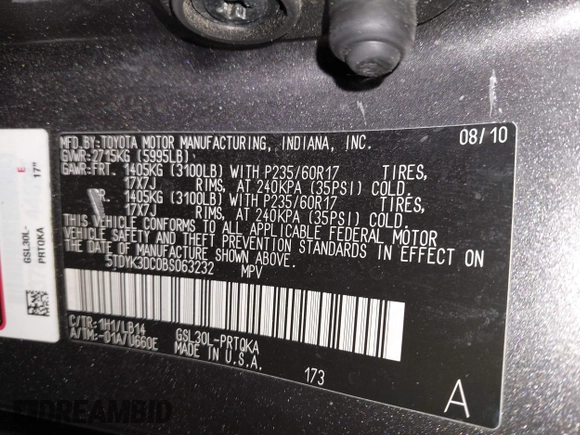 MFD. BY: TOYOTA MOTOR MANUFACTURING, INDIANA, INC. 08/10
GVWR: 2715KG (5995LB)
GAWR: FRT. 1405KG (3100LB) WITH P235/60R17 TIRES,
17X7J RIMS, AT 240KPA (35PSI) COLD.
RR. 1405KG (3100LB) WITH P235/60R17 TIRES,
17X7J RIMS, AT 240KPA (35PSI) COLD.
THIS VEHICLE CONFORMS TO ALL APPLICABLE FEDERAL MOTOR
VEHICLE SAFETY AND THEFT PREVENTION STANDARDS IN EFFECT ON
THE DATE OF MANUFACTURE SHOWN ABOVE.
5TDYK3DC0BS063232 MPV
C/TR: 1H1/LB14 GSL30L-PRTQKA
A/TM: -01A/U660E MADE IN U.S.A.
173 A
GSL30L-
PRTQKA
17"
DREAMBID